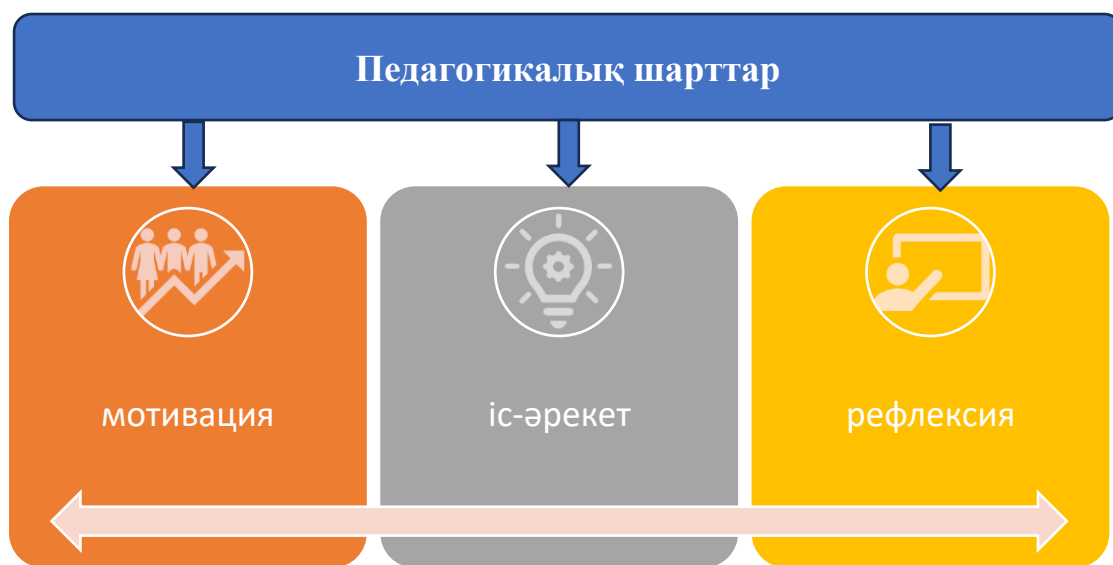 Педагогикалық шарттар
мотивация
іс-әрекет
рефлексия